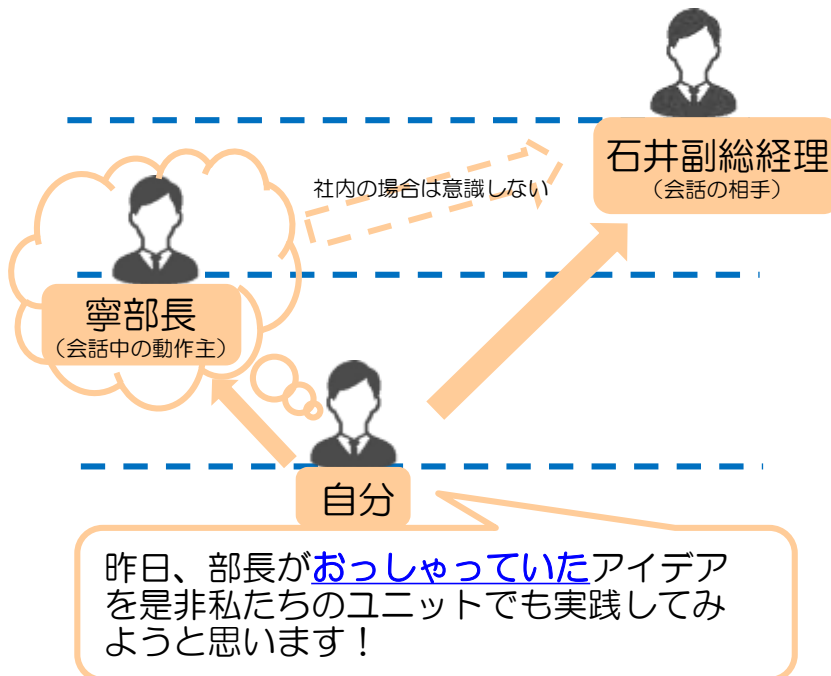 石井副総経理
（会話の相手）
社内の場合は意識しない
寧部長
（会話中の動作主）
自分
昨日、部長がおっしゃっていたアイデア
を是非私たちのユニットでも実践してみ
ようと思います！